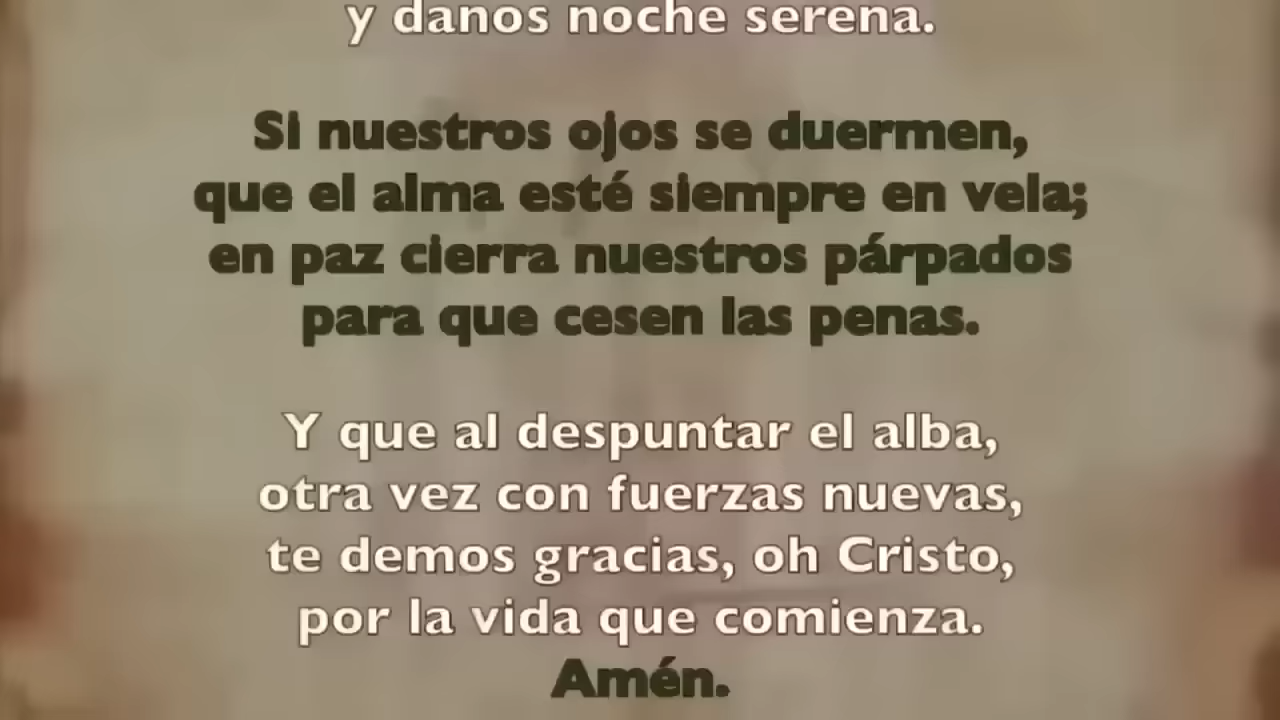 y danos noche serena.
Si nuestros ojos se duermen,
que el alma esté siempre en vela;
en paz cierra nuestros párpados
para que cesen las penas.
Y que al despuntar el alba,
otra vez con fuerzas nuevas,
te demos gracias, oh Cristo,
por la vida que comienza.
Amén.